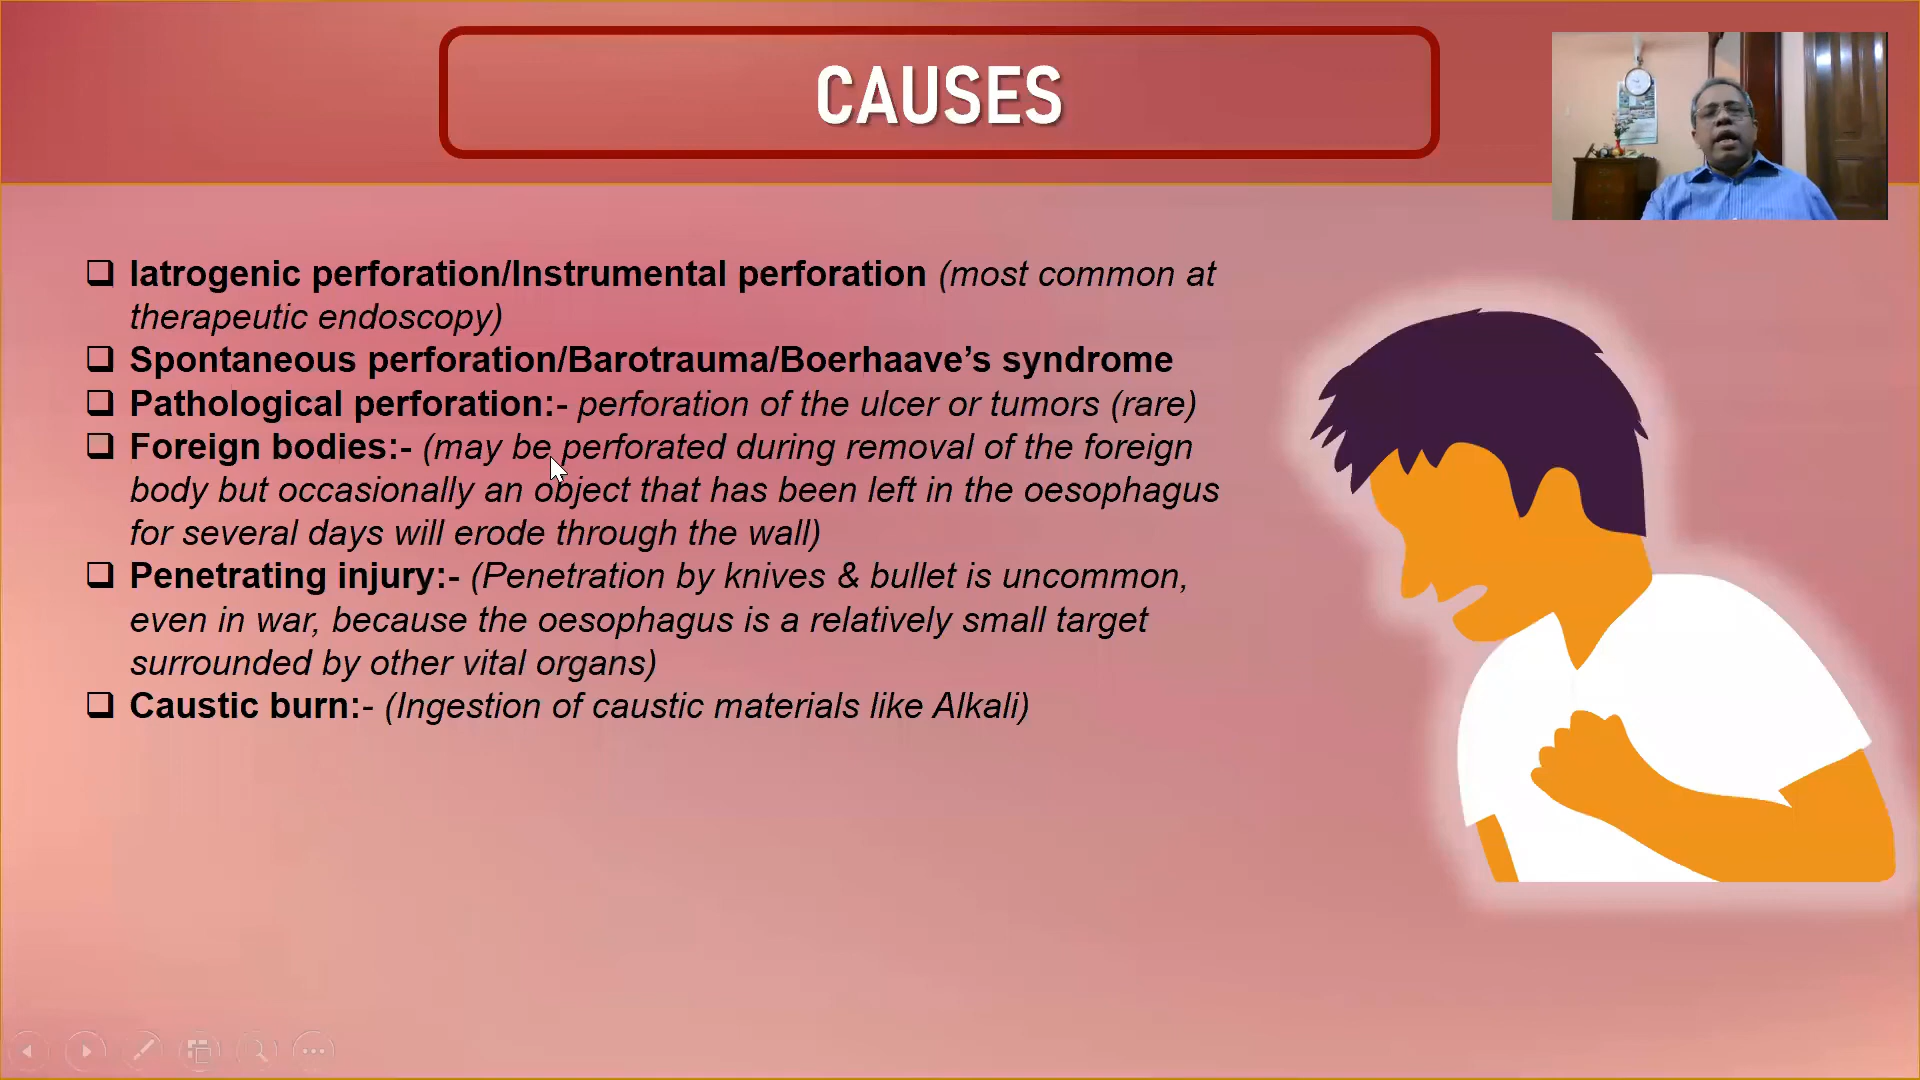 CAUSES
Iatrogenic perforation/Instrumental perforation (most common at
therapeutic endoscopy)
Spontaneous perforation/Barotrauma/Boerhaave’s syndrome
Pathological perforation:- perforation of the ulcer or tumors (rare)
Foreign bodies:- (may be perforated during removal of the foreign
body but occasionally an object that has been left in the oesophagus
for several days will erode through the wall)
Penetrating injury:- (Penetration by knives & bullet is uncommon,
even in war, because the oesophagus is a relatively small target
surrounded by other vital organs)
Caustic burn:- (Ingestion of caustic materials like Alkali)